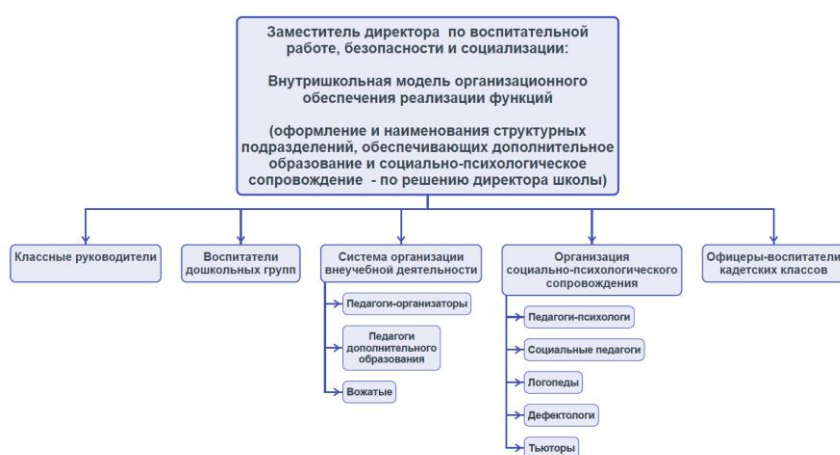 Заместитель директора по воспитательной
работе, безопасности и социализации:
Внутришкольная модель организационного
обеспечения реализации функций
(оформление и наименования структурных
подразделений, обеспечивающих дополнительное
образование и социально-психологическое
сопровождение - по решению директора школы)
Классные руководители
Воспитатели
дошкольных групп
Система организации
внеучебной деятельности
Педагоги-организаторы
Педагоги
дополнительного
образования
Вожатые
Организация
социально-психологического
сопровождения
Педагоги-психологи
Социальные педагоги
Логопеды
Дефектологи
Тьюторы
Офицеры-воспитатели
кадетских классов